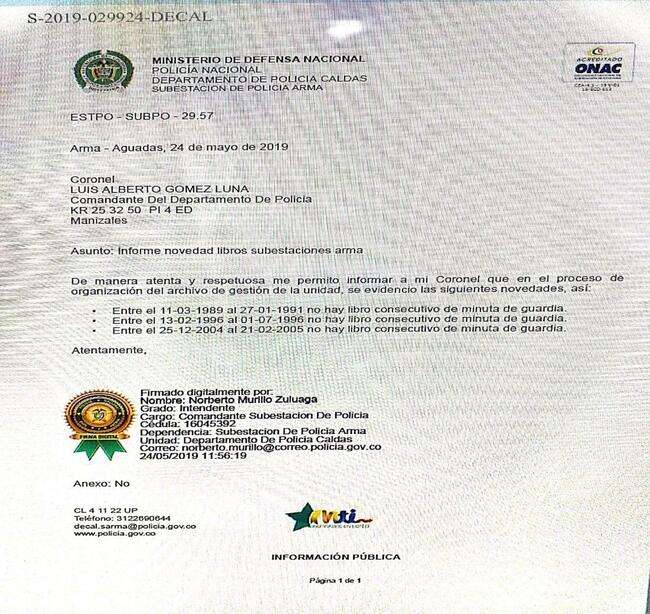 S-2019-029924-DECAL
MINISTERIO DE DEFENSA NACIONAL
POLICÍA NACIONAL
DEPARTAMENTO DE POLICIA CALDAS
SUBESTACION DE POLICIA ARMA
ACREDITADO
ONAC
ESTPO - SUBPO - 29.57
Arma - Aguadas, 24 de mayo de 2019
Coronel
LUIS ALBERTO GOMEZ LUNA
Comandante Del Departamento De Policia
KR 25 32 50 PI 4 ED
Manizales
Asunto: Informe novedad libros subestaciones arma
De manera atenta y respetuosa me permito informar a mi Coronel que en el proceso de
organización del archivo de gestión de la unidad, se evidencio las siguientes novedades, así:
• Entre el 11-03-1989 al 27-01-1991 no hay libro consecutivo de minuta de guardia.
• Entre el 13-02-1996 al 01-07-1996 no hay libro consecutivo de minuta de guardia.
• Entre el 25-12-2004 al 21-02-2005 no hay libro consecutivo de minuta de guardia.
Atentamente,
Firmado digitalmente por:
Nombre: Norberto Murillo Zuluaga
Grado: Intendente
Cargo: Comandante Subestacion De Policia
Cédula: 16045392
Dependencia: Subestacion De Policia Arma
Unidad: Departamento De Policia Caldas
Correo: norberto.murillo@correo.policia.gov.co
24/05/2019 11:56:19
FIRMA DIGITAL
Anexo: No
CL 4 11 22 UP
Teléfono: 3122690644
decal.sarma@policia.gov.co
www.policia.gov.co
INFORMACIÓN PÚBLICA
Página 1 de 1